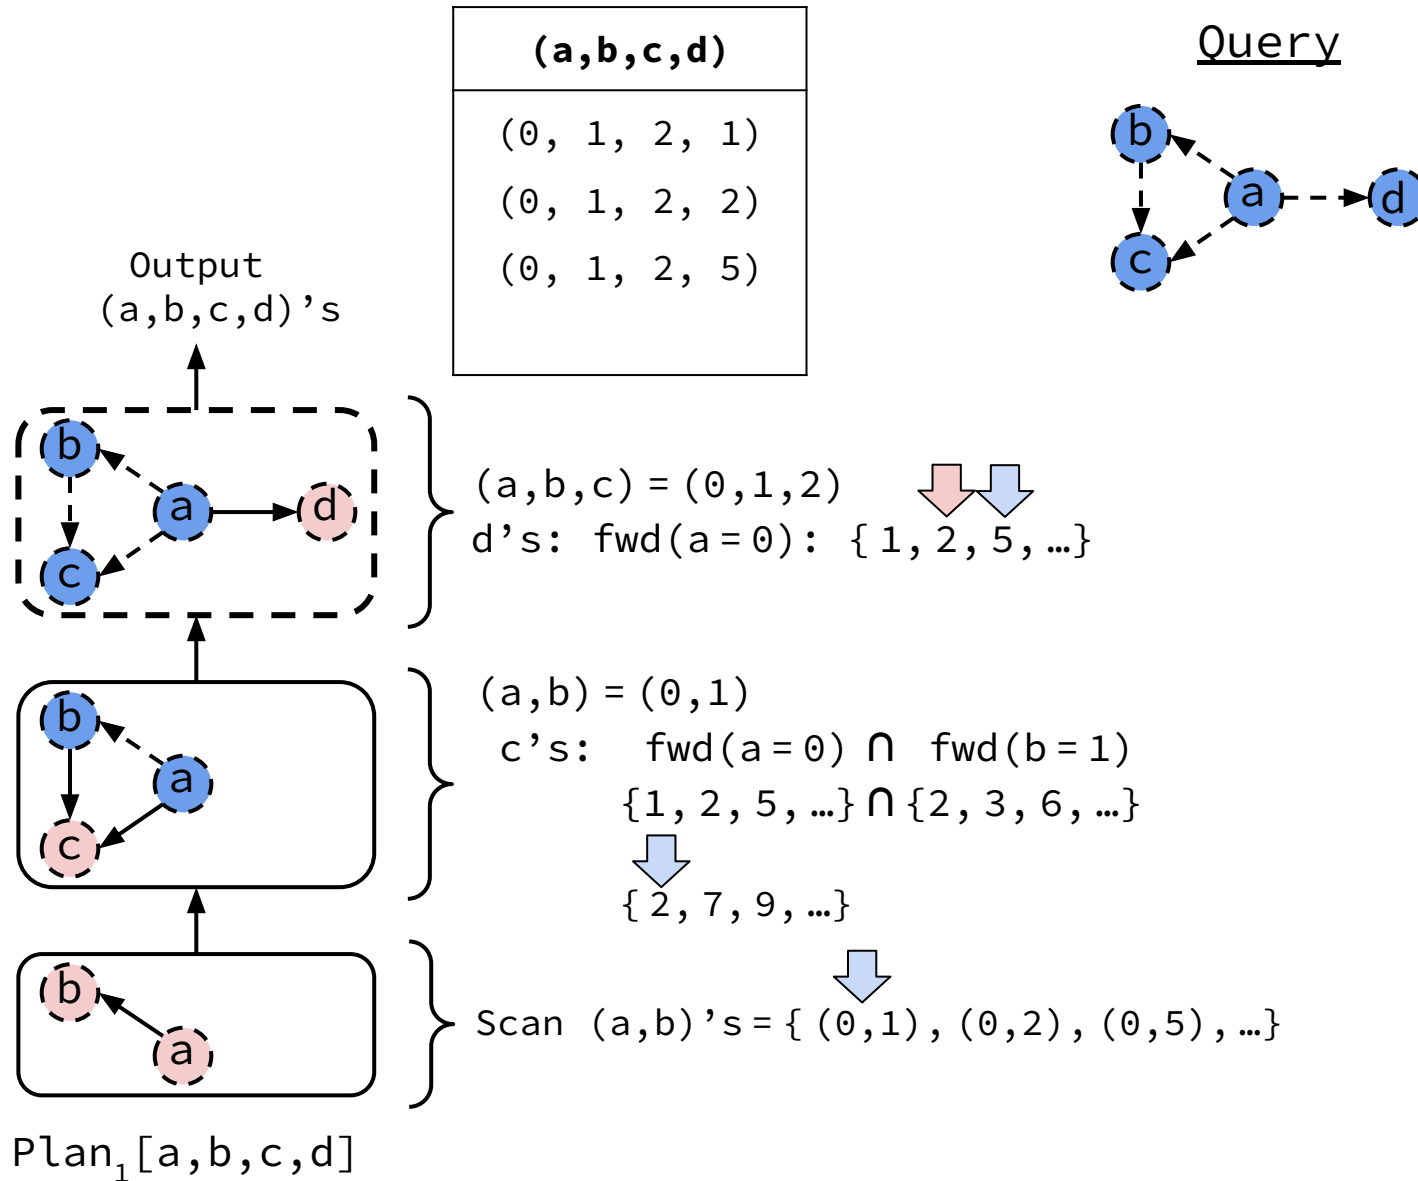 (a,b,c,d)
(0, 1, 2, 1)
(0, 1, 2, 2)
(0, 1, 2, 5)
Query
b
a
d
c
Output
(a,b,c,d)’s
b
a
d
c
(a,b,c) = (0,1,2)
d’s: fwd(a = 0): { 1, 2, 5, …}
b
a
c
(a,b) = (0,1)
c’s: fwd(a = 0) ∩ fwd(b = 1)
{1, 2, 5, …} ∩ {2, 3, 6, …}
{ 2, 7, 9, …}
b
a
Scan (a,b)’s = { (0,1), (0,2), (0,5), …}
Plan₁[a,b,c,d]